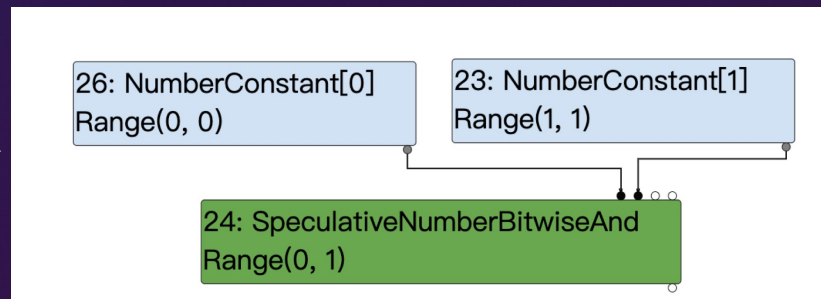 26: NumberConstant[0]
Range(0, 0)
23: NumberConstant[1]
Range(1, 1)
24: SpeculativeNumberBitwiseAnd
Range(0, 1)